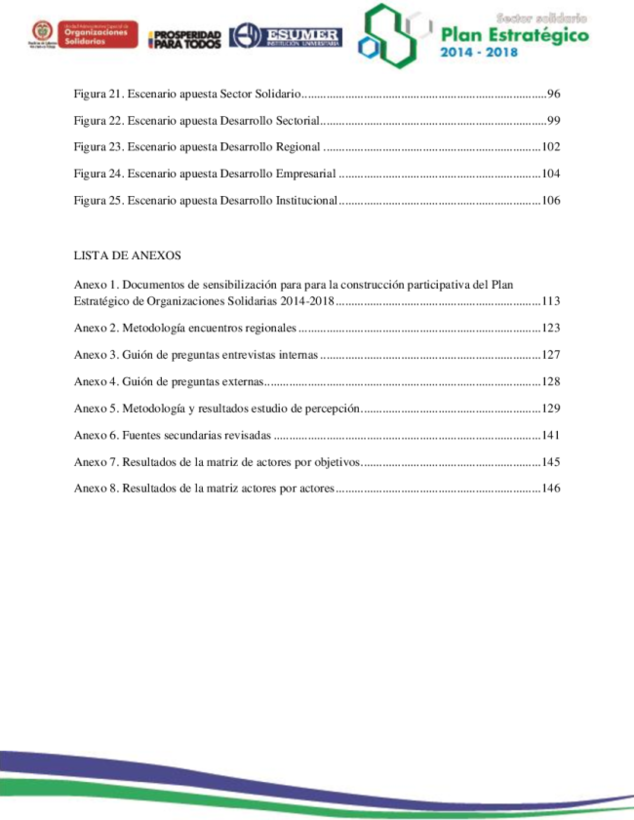 Unidad Administrativa Especial de
Organizaciones
Solidarias
PROSPERIDAD
PARA TODOS
ESUMER
INSTITUCIÓN UNIVERSITARIA
Sector solidario
Plan Estratégico
2014 - 2018
Figura 21. Escenario apuesta Sector Solidario...............................................................................96
Figura 22. Escenario apuesta Desarrollo Sectorial.........................................................................99
Figura 23. Escenario apuesta Desarrollo Regional ......................................................................102
Figura 24. Escenario apuesta Desarrollo Empresarial .................................................................104
Figura 25. Escenario apuesta Desarrollo Institucional.................................................................106
LISTA DE ANEXOS
Anexo 1. Documentos de sensibilización para para la construcción participativa del Plan
Estratégico de Organizaciones Solidarias 2014-2018..................................................................113
Anexo 2. Metodología encuentros regionales ..............................................................................123
Anexo 3. Guión de preguntas entrevistas internas .......................................................................127
Anexo 4. Guión de preguntas externas.........................................................................................128
Anexo 5. Metodología y resultados estudio de percepción..........................................................129
Anexo 6. Fuentes secundarias revisadas ......................................................................................141
Anexo 7. Resultados de la matriz de actores por objetivos..........................................................145
Anexo 8. Resultados de la matriz actores por actores..................................................................146